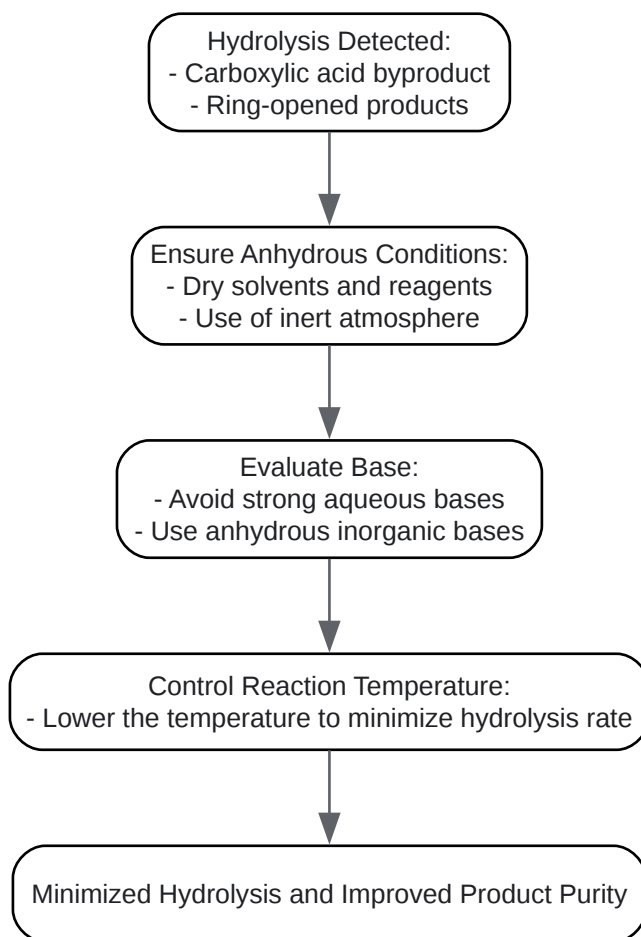 Hydrolysis Detected:
- Carboxylic acid byproduct
- Ring-opened products
Ensure Anhydrous Conditions:
- Dry solvents and reagents
- Use of inert atmosphere
Evaluate Base:
- Avoid strong aqueous bases
- Use anhydrous inorganic bases
Control Reaction Temperature:
- Lower the temperature to minimize hydrolysis rate
Minimized Hydrolysis and Improved Product Purity